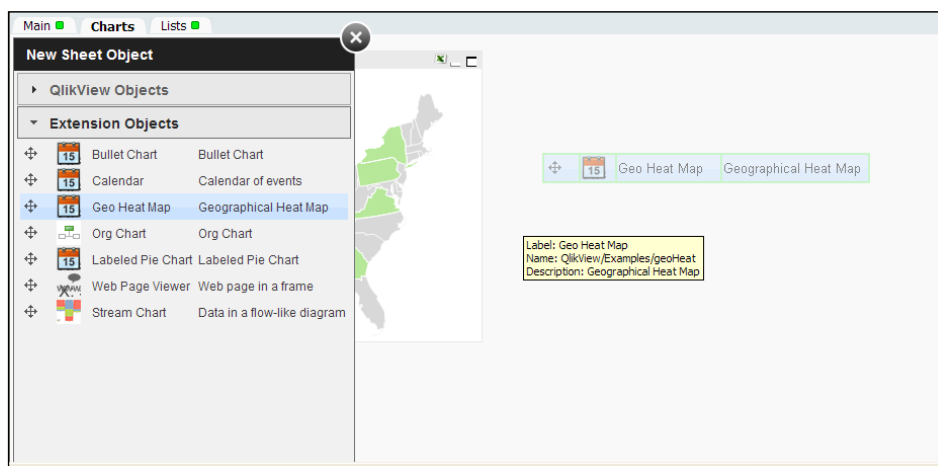 Main Charts Lists
New Sheet Object
QlikView Objects
Extension Objects
15 Bullet Chart Bullet Chart
15 Calendar Calendar of events
15 Geo Heat Map Geographical Heat Map
Org Chart Org Chart
15 Labeled Pie Chart Labeled Pie Chart
Web Page Viewer Web page in a frame
Stream Chart Data in a flow-like diagram
15 Geo Heat Map Geographical Heat Map
Label: Geo Heat Map
Name: QlikView/Examples/geoHeat
Description: Geographical Heat Map